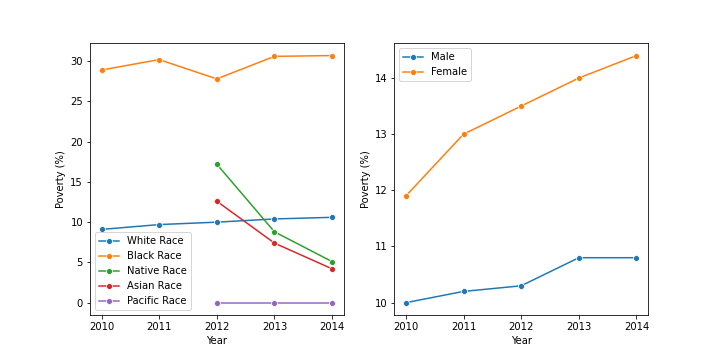 30
25
20
15
10
5
0
Poverty (%)
White Race
Black Race
Native Race
Asian Race
Pacific Race
2010 2011 2012 2013 2014
Year
14
13
12
11
10
Poverty (%)
Male
Female
2010 2011 2012 2013 2014
Year